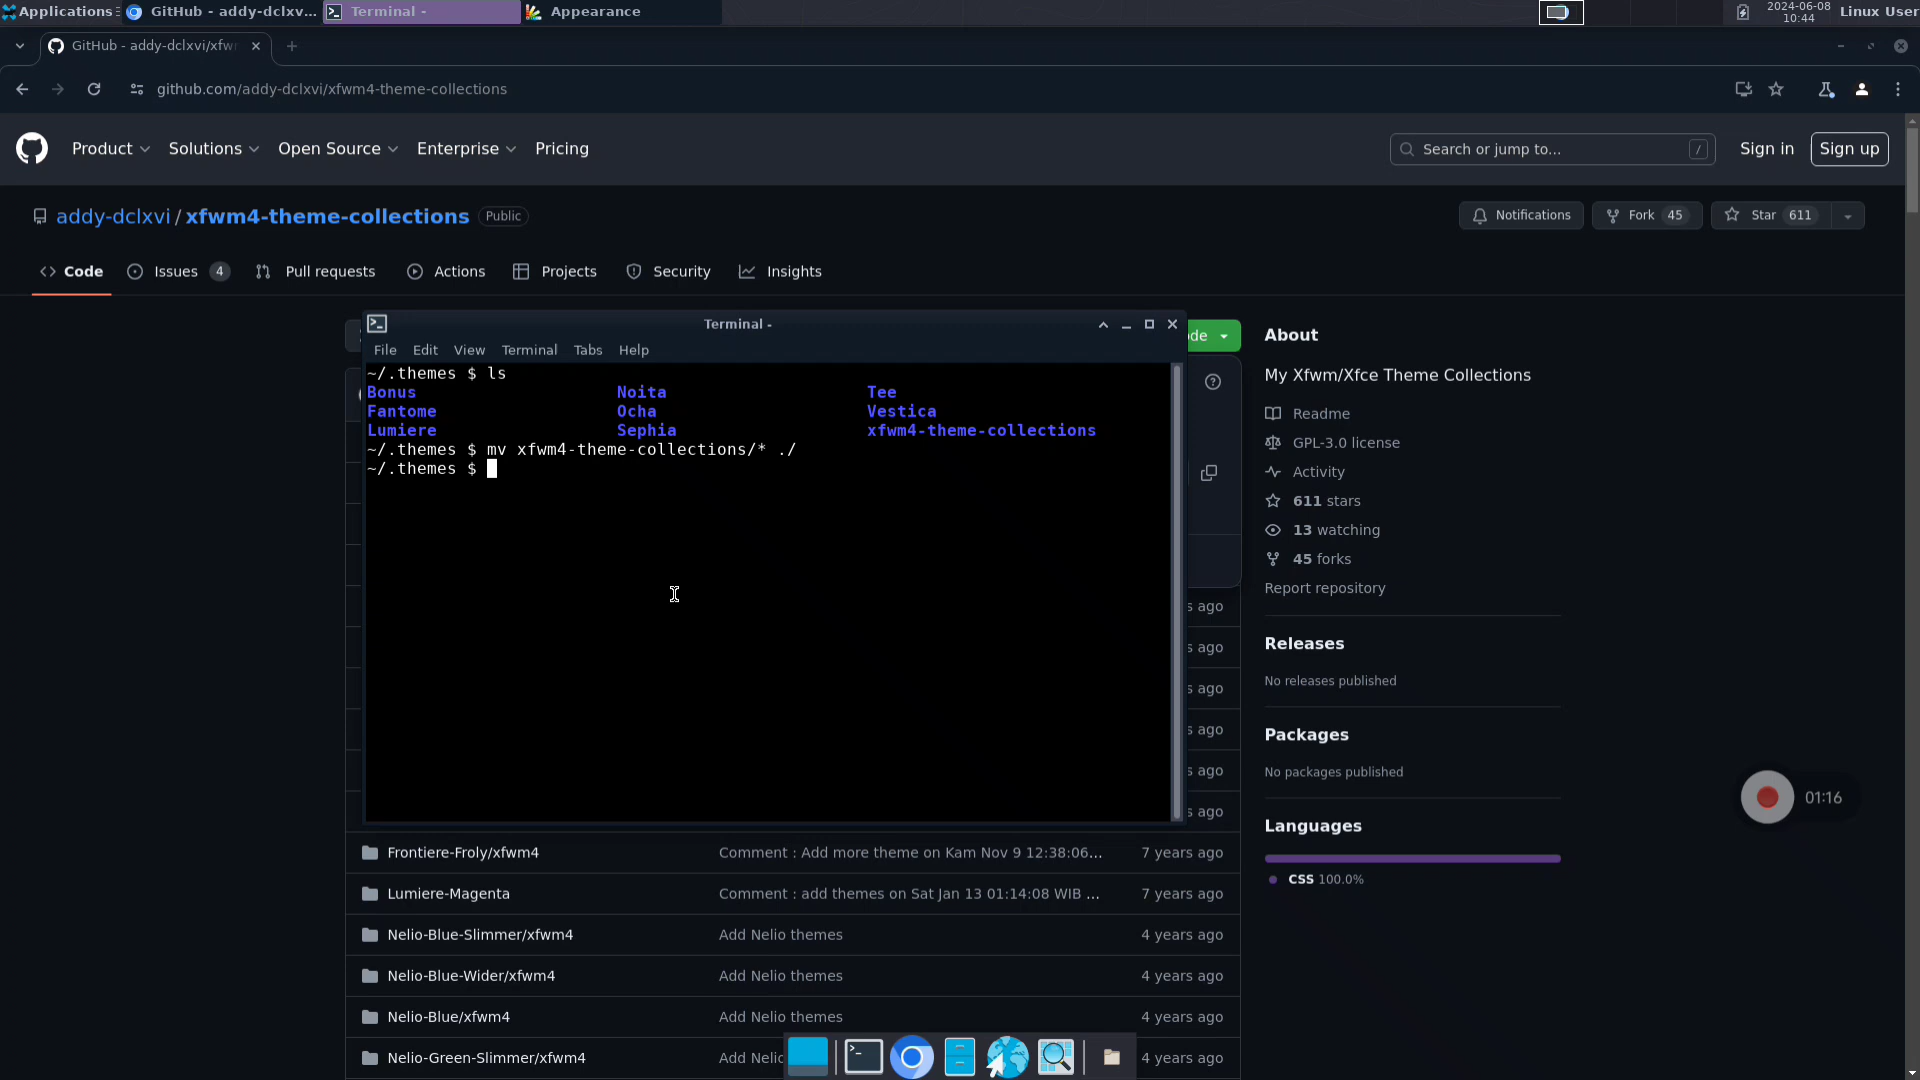 Applications
GitHub - addy-dclxv...
Terminal -
Appearance
2024-06-08
10:44
Linux User
GitHub - addy-dclxvi/xfw
github.com/addy-dclxvi/xfwm4-theme-collections
Product
Solutions
Open Source
Enterprise
Pricing
Search or jump to...
/
Sign in
Sign up
addy-dclxvi / xfwm4-theme-collections
Public
Notifications
Fork 45
Star 611
Code
Issues 4
Pull requests
Actions
Projects
Security
Insights
Terminal -
File Edit View Terminal Tabs Help
~/.themes $ ls
Bonus Noita Tee
Fantome Ocha Vestica
Lumiere Sephia xfwm4-theme-collections
~/.themes $ mv xfwm4-theme-collections/* ./
~/.themes $
de
s ago
s ago
s ago
s ago
s ago
s ago
Frontiere-Froly/xfwm4 Comment : Add more theme on Kam Nov 9 12:38:06... 7 years ago
Lumiere-Magenta Comment : add themes on Sat Jan 13 01:14:08 WIB ... 7 years ago
Nelio-Blue-Slimmer/xfwm4 Add Nelio themes 4 years ago
Nelio-Blue-Wider/xfwm4 Add Nelio themes 4 years ago
Nelio-Blue/xfwm4 Add Nelio themes 4 years ago
Nelio-Green-Slimmer/xfwm4 Add Nelio 4 years ago
About
My Xfwm/Xfce Theme Collections
Readme
GPL-3.0 license
Activity
611 stars
13 watching
45 forks
Report repository
Releases
No releases published
Packages
No packages published
Languages
CSS 100.0%
01:16